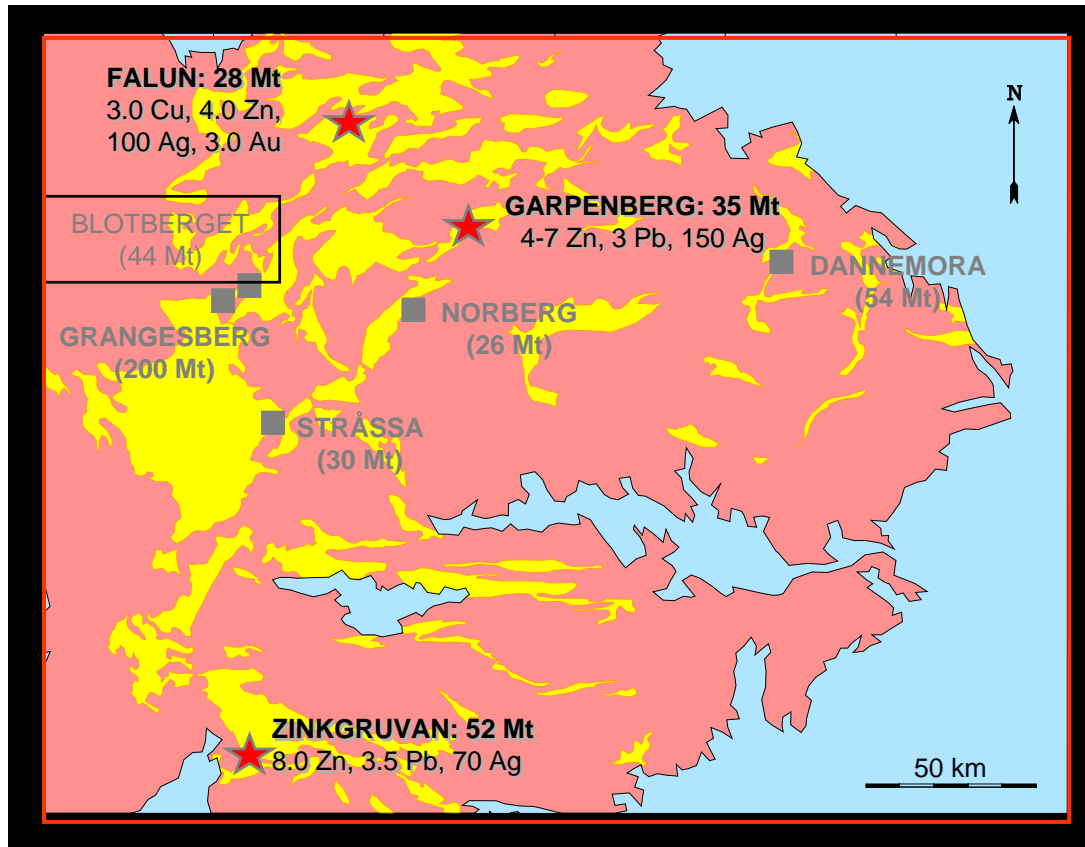 FALUN: 28 Mt
3.0 Cu, 4.0 Zn,
100 Ag, 3.0 Au
N
GARPENBERG: 35 Mt
4-7 Zn, 3 Pb, 150 Ag
BLOTBERGET
(44 Mt)
DANNEMORA
(54 Mt)
NORBERG
(26 Mt)
GRANGESBERG
(200 Mt)
STRÅSSA
(30 Mt)
ZINKGRUVAN: 52 Mt
8.0 Zn, 3.5 Pb, 70 Ag
50 km